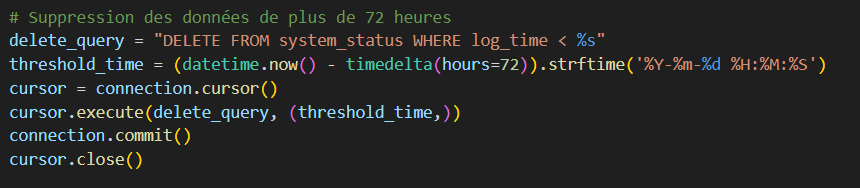 # Suppression des données de plus de 72 heures
delete_query = "DELETE FROM system_status WHERE log_time < %s"
threshold_time = (datetime.now() - timedelta(hours=72)).strftime('%Y-%m-%d %H:%M:%S')
cursor = connection.cursor()
cursor.execute(delete_query, (threshold_time,))
connection.commit()
cursor.close()